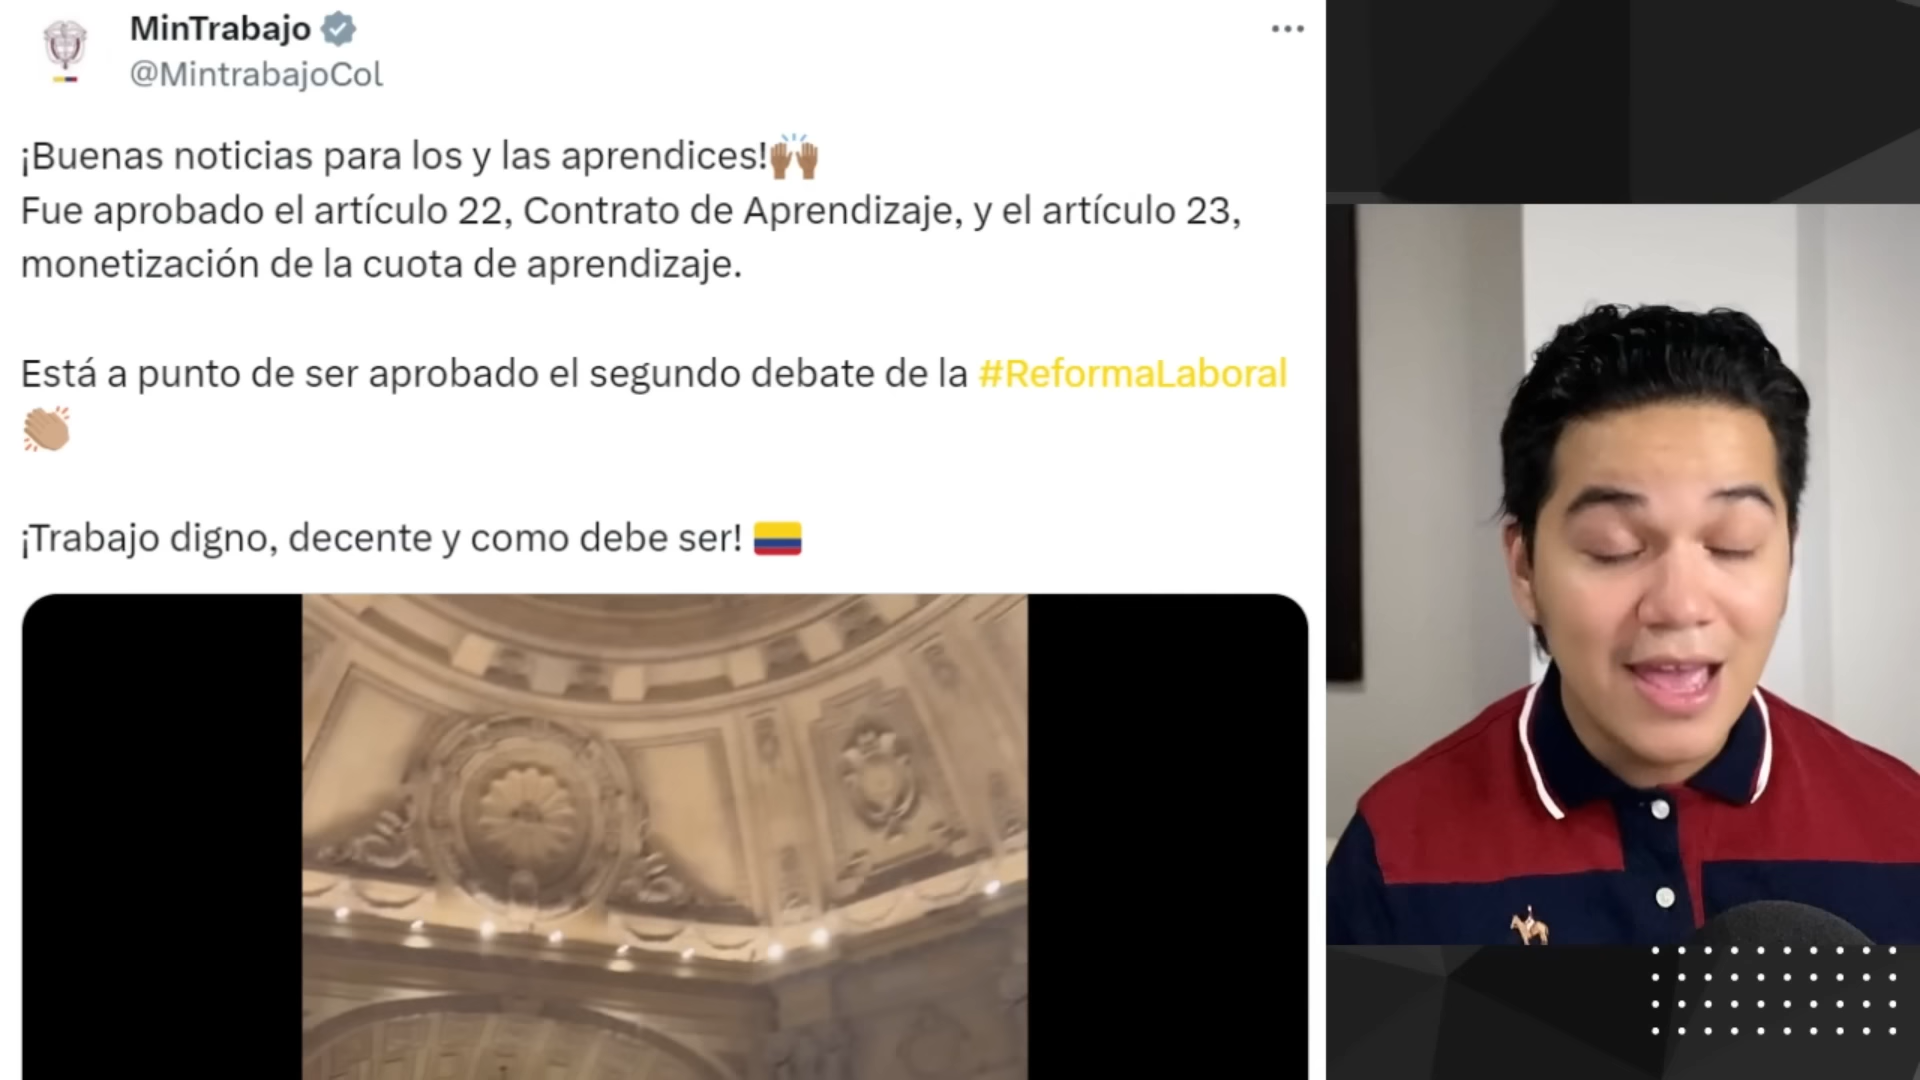 MinTrabajo
@MintrabajoCol
¡Buenas noticias para los y las aprendices!🙌🏾
Fue aprobado el artículo 22, Contrato de Aprendizaje, y el artículo 23,
monetización de la cuota de aprendizaje.
Está a punto de ser aprobado el segundo debate de la #ReformaLaboral
👏🏽
¡Trabajo digno, decente y como debe ser! 🇨🇴